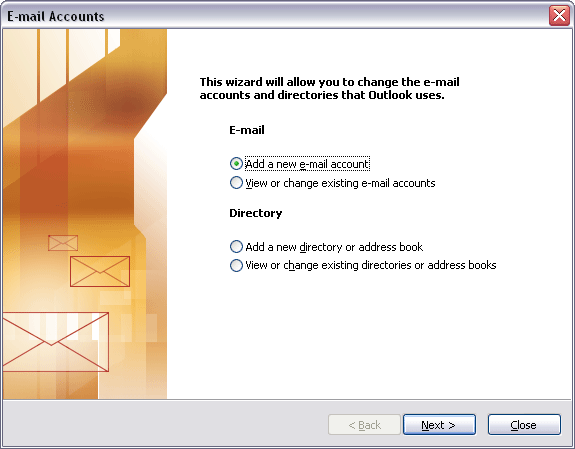 E-mail Accounts
This wizard will allow you to change the e-mail
accounts and directories that Outlook uses.
E-mail
Add a new e-mail account
View or change existing e-mail accounts
Directory
Add a new directory or address book
View or change existing directories or address books
< Back
Next >
Close